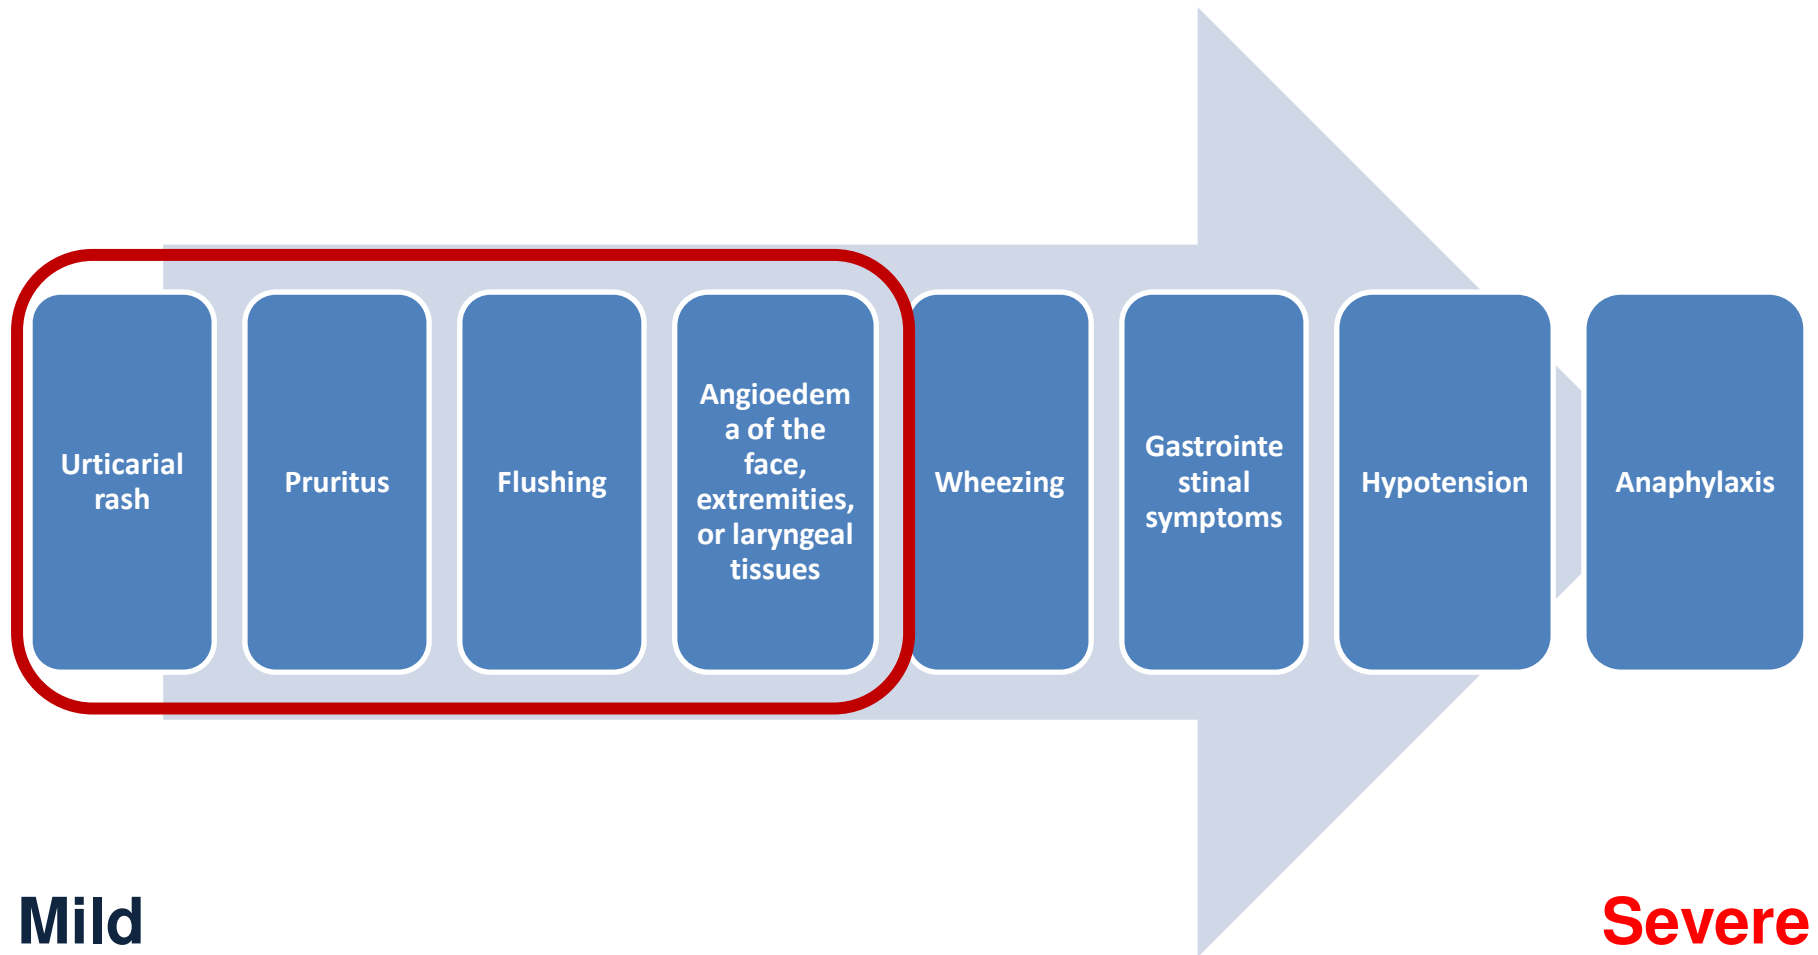 Urticarial
rash
Pruritus
Flushing
Angioedem
a of the
face,
extremities,
or laryngeal
tissues
Wheezing
Gastrointe
stinal
symptoms
Hypotension
Anaphylaxis
Mild
Severe